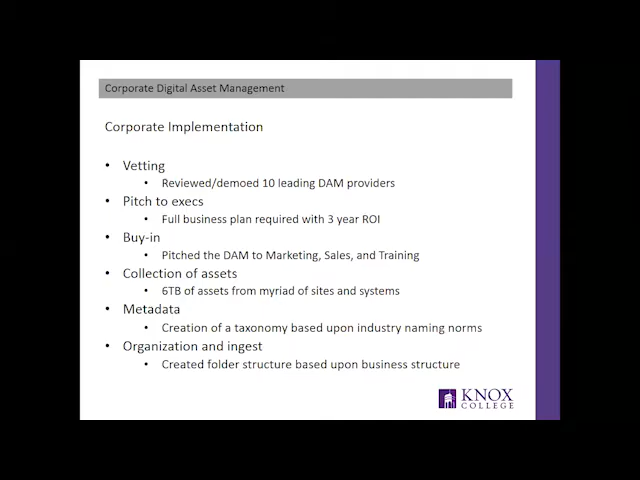 Corporate Digital Asset Management
Corporate Implementation
• Vetting
• Reviewed/demoed 10 leading DAM providers
• Pitch to execs
• Full business plan required with 3 year ROI
• Buy-in
• Pitched the DAM to Marketing, Sales, and Training
• Collection of assets
• 6TB of assets from myriad of sites and systems
• Metadata
• Creation of a taxonomy based upon industry naming norms
• Organization and ingest
• Created folder structure based upon business structure
KNOX
COLLEGE